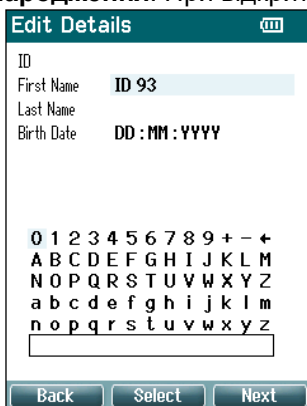 Edit Details
ID
First Name ID 93
Last Name
Birth Date DD:MM:YYYY
0 1 2 3 4 5 6 7 8 9 + - ←
A B C D E F G H I J K L M
N O P Q R S T U V W X Y Z
a b c d e f g h i j k l m
n o p q r s t u v w x y z
Back Select Next